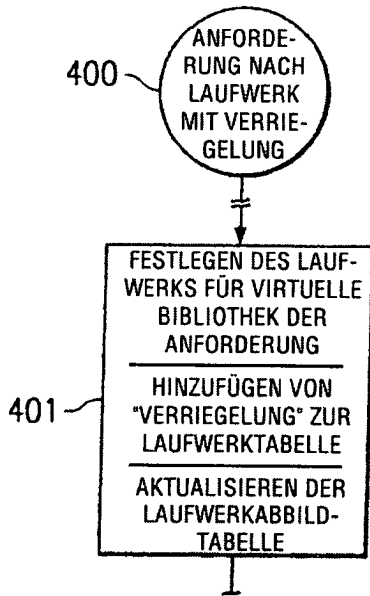 400
ANFORDE-
RUNG NACH
LAUFWERK
MIT VERRIE-
GELUNG
401
FESTLEGEN DES LAUF-
WERKS FÜR VIRTUELLE
BIBLIOTHEK DER
ANFORDERUNG
HINZUFÜGEN VON
"VERRIEGELUNG" ZUR
LAUFWERKTABELLE
AKTUALISIEREN DER
LAUFWERKABBILD-
TABELLE